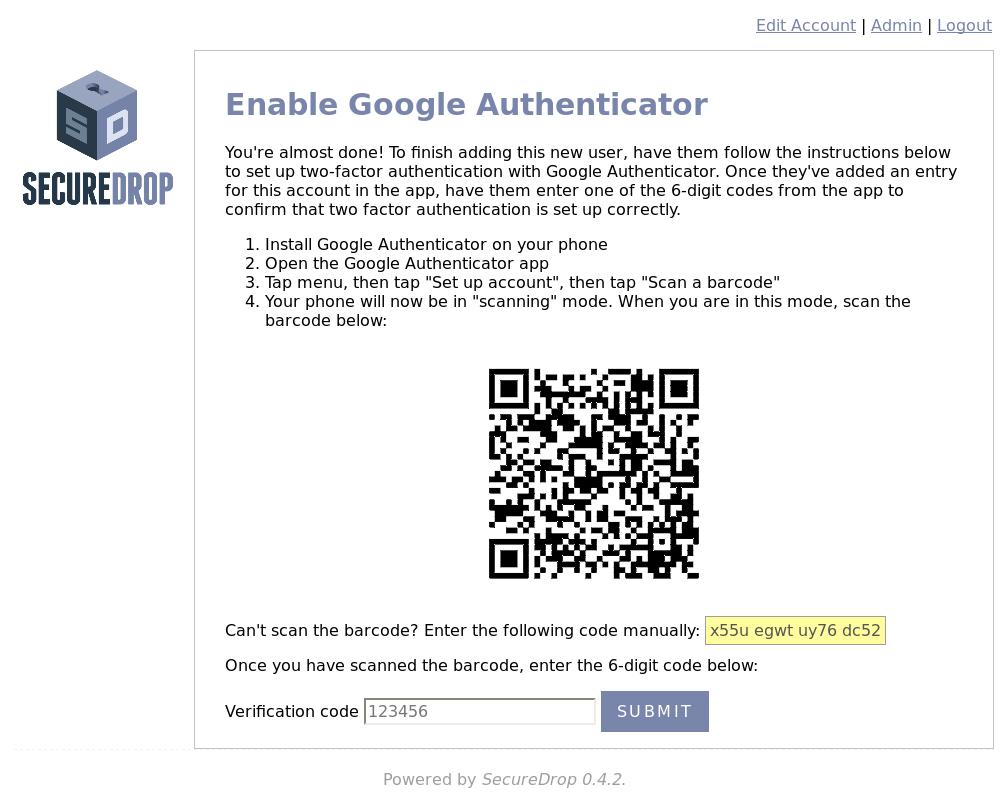 Edit Account | Admin | Logout
SD
SECUREDROP
Enable Google Authenticator
You're almost done! To finish adding this new user, have them follow the instructions below
to set up two-factor authentication with Google Authenticator. Once they've added an entry
for this account in the app, have them enter one of the 6-digit codes from the app to
confirm that two factor authentication is set up correctly.
1. Install Google Authenticator on your phone
2. Open the Google Authenticator app
3. Tap menu, then tap "Set up account", then tap "Scan a barcode"
4. Your phone will now be in "scanning" mode. When you are in this mode, scan the
barcode below:
Can't scan the barcode? Enter the following code manually: x55u egwt uy76 dc52
Once you have scanned the barcode, enter the 6-digit code below:
Verification code 123456 SUBMIT
Powered by SecureDrop 0.4.2.